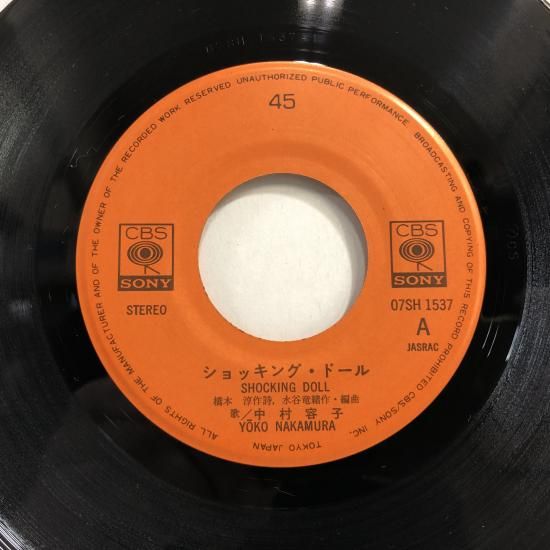 ALL RIGHTS OF THE MANUFACTURER AND OF THE OWNER OF THE RECORDED WORK RESERVED UNAUTHORIZED PUBLIC PERFORMANCE, BROADCASTING AND COPYING OF THIS RECORD PROHIBITED CBS/SONY INC. TOKYO JAPAN
45
CBS
SONY
STEREO
CBS
SONY
07SH 1537
A
JASRAC
ショッキング・ドール
SHOCKING DOLL
橋本 淳作詩, 水谷竜緒作・編曲
歌/中村容子
YŌKO NAKAMURA